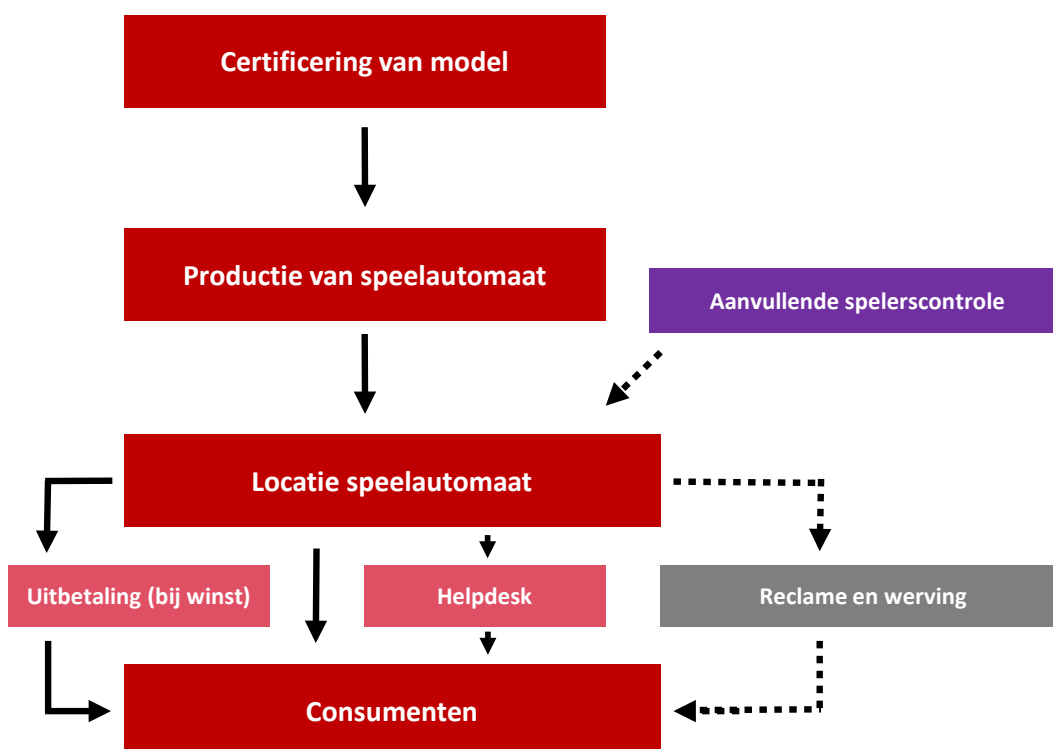 Certificering van model
Productie van speelautomaat
Aanvullende spelerscontrole
Locatie speelautomaat
Uitbetaling (bij winst)
Helpdesk
Reclame en werving
Consumenten